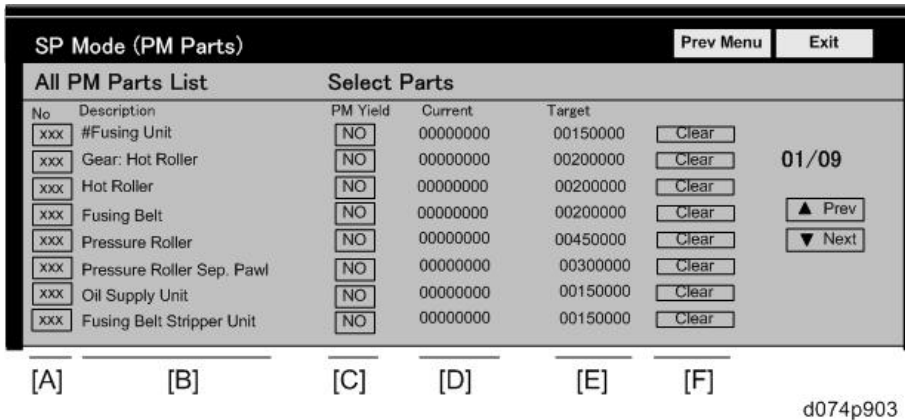 SP Mode (PM Parts) Prev Menu Exit
All PM Parts List Select Parts
No Description PM Yield Current Target
xxx #Fusing Unit NO 00000000 00150000 Clear
xxx Gear: Hot Roller NO 00000000 00200000 Clear 01/09
xxx Hot Roller NO 00000000 00200000 Clear
xxx Fusing Belt NO 00000000 00200000 Clear ▲ Prev
xxx Pressure Roller NO 00000000 00450000 Clear ▼ Next
xxx Pressure Roller Sep. Pawl NO 00000000 00300000 Clear
xxx Oil Supply Unit NO 00000000 00150000 Clear
xxx Fusing Belt Stripper Unit NO 00000000 00150000 Clear
[A] [B] [C] [D] [E] [F]
d074p903